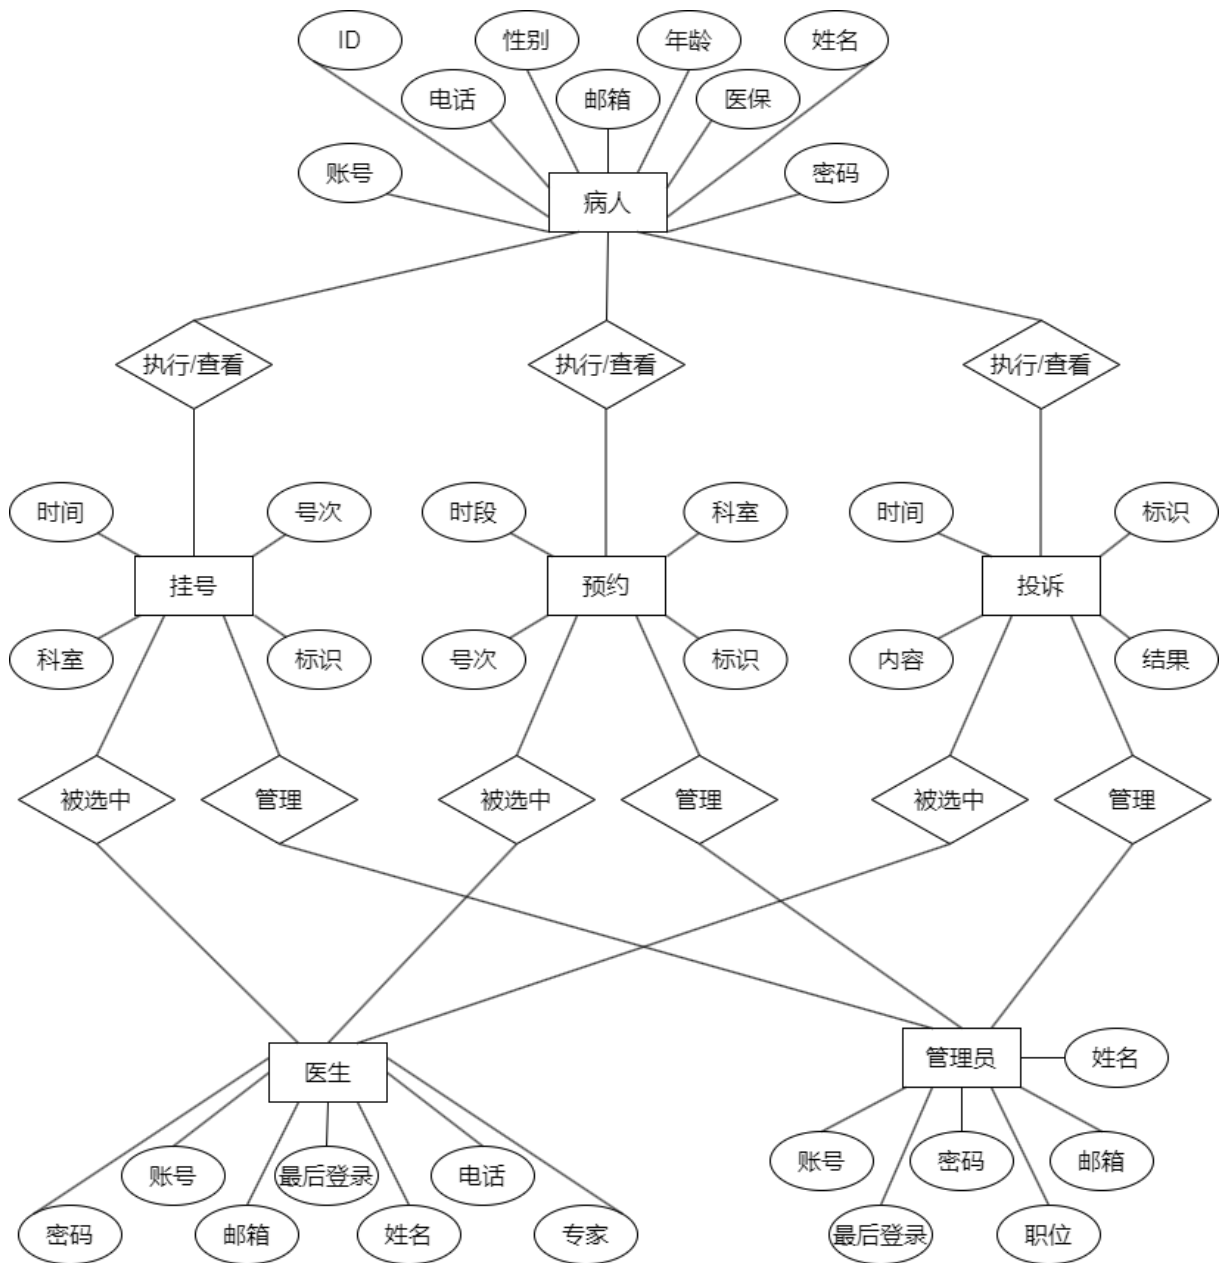 ID
性别
年龄
姓名
电话
邮箱
医保
账号
密码
病人
执行/查看
执行/查看
执行/查看
时间
号次
时段
科室
时间
标识
挂号
预约
投诉
科室
标识
号次
标识
内容
结果
被选中
管理
被选中
管理
被选中
管理
医生
管理员
姓名
账号
最后登录
电话
账号
密码
邮箱
密码
邮箱
姓名
专家
最后登录
职位